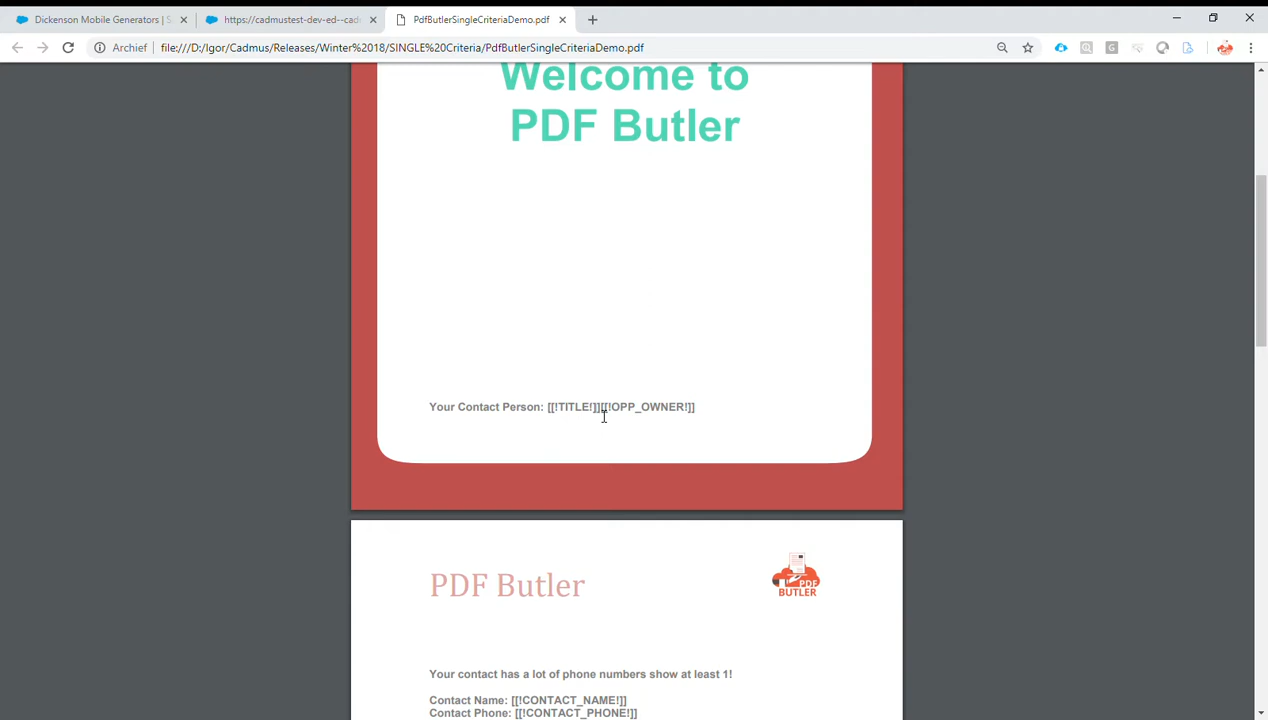 Dickenson Mobile Generators | S
https://cadmustest-dev-ed--cad
PdfButlerSingleCriteriaDemo.pdf
Archief
file:///D:/Igor/Cadmus/Releases/Winter%2018/SINGLE%20Criteria/PdfButlerSingleCriteriaDemo.pdf
Welcome to
PDF Butler
Your Contact Person: [[!TITLE!]][[!OPP_OWNER!]]
PDF Butler
PDF
BUTLER
Your contact has a lot of phone numbers show at least 1!
Contact Name: [[!CONTACT_NAME!]]
Contact Phone: [[!CONTACT_PHONE!]]